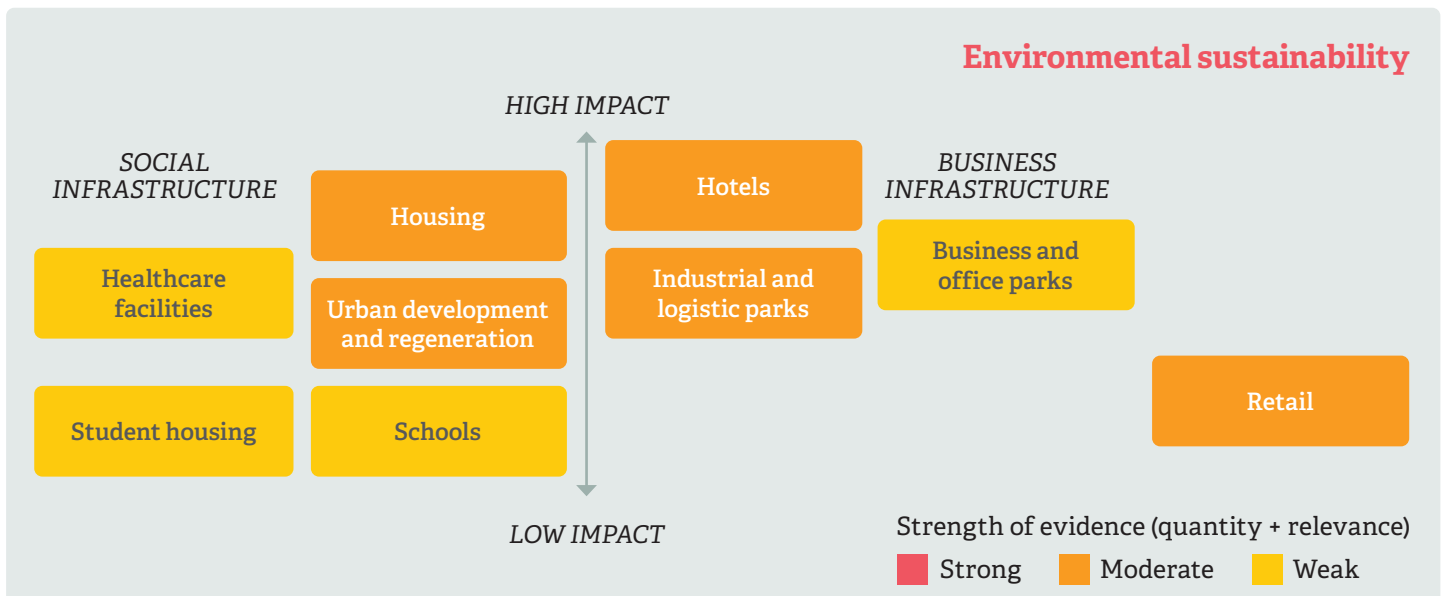 Environmental sustainability
HIGH IMPACT
SOCIAL
INFRASTRUCTURE
BUSINESS
INFRASTRUCTURE
Housing
Hotels
Healthcare
facilities
Urban development
and regeneration
Industrial and
logistic parks
Business and
office parks
Student housing
Schools
Retail
LOW IMPACT
Strength of evidence (quantity + relevance)
Strong
Moderate
Weak